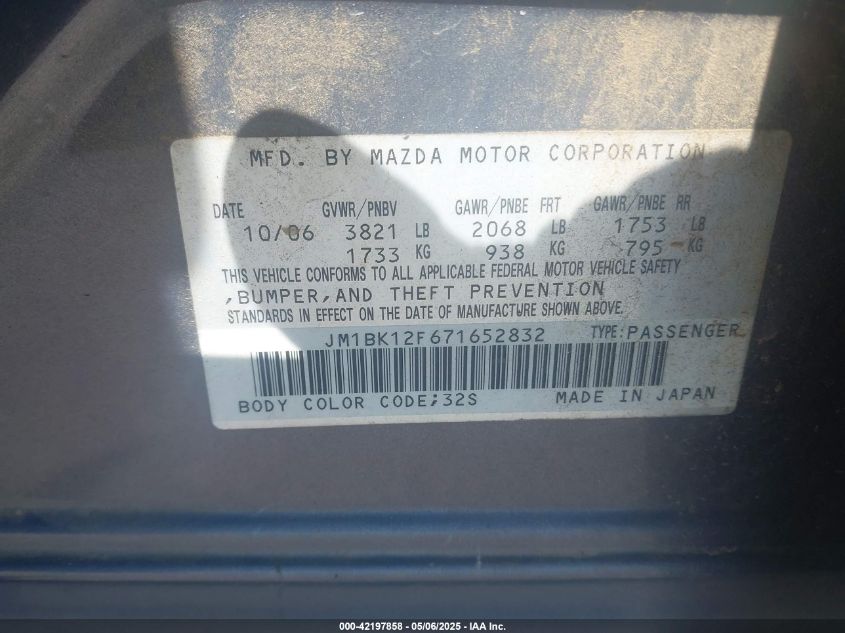 MFD. BY MAZDA MOTOR CORPORATION
DATE GVWR/PNBV GAWR/PNBE FRT GAWR/PNBE RR
10/06 3821 LB 2068 LB 1753 LB
1733 KG 938 KG 795 KG
THIS VEHICLE CONFORMS TO ALL APPLICABLE FEDERAL MOTOR VEHICLE SAFETY
,BUMPER,AND THEFT PREVENTION
STANDARDS IN EFFECT ON THE DATE OF MANUFACTURE SHOWN ABOVE.
JM1BK12F671652832 TYPE:PASSENGER
BODY COLOR CODE;32S MADE IN JAPAN
000-42197858 - 05/06/2025 - IAA Inc.